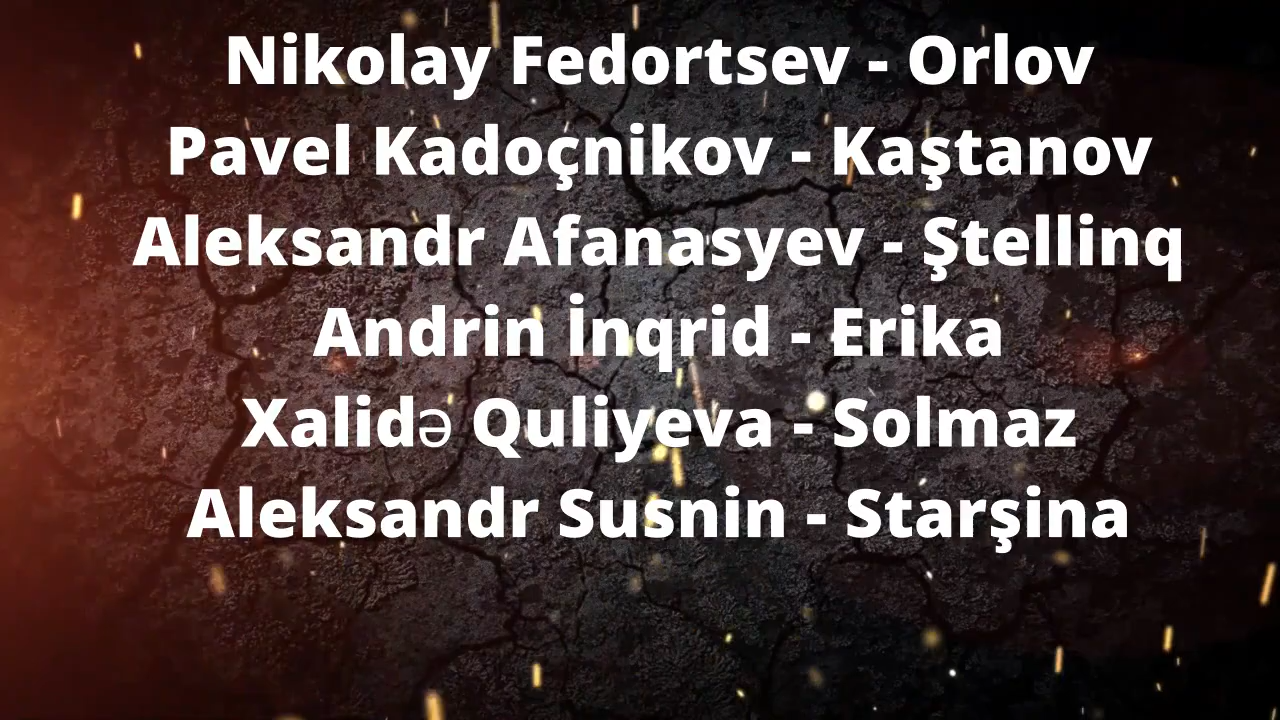 Nikolay Fedortsev - Orlov
Pavel Kadoçnikov - Kaştanov
Aleksandr Afanasyev - Ştellinq
Andrin İnqrid - Erika
Xalidə Quliyeva - Solmaz
Aleksandr Susnin - Starşina